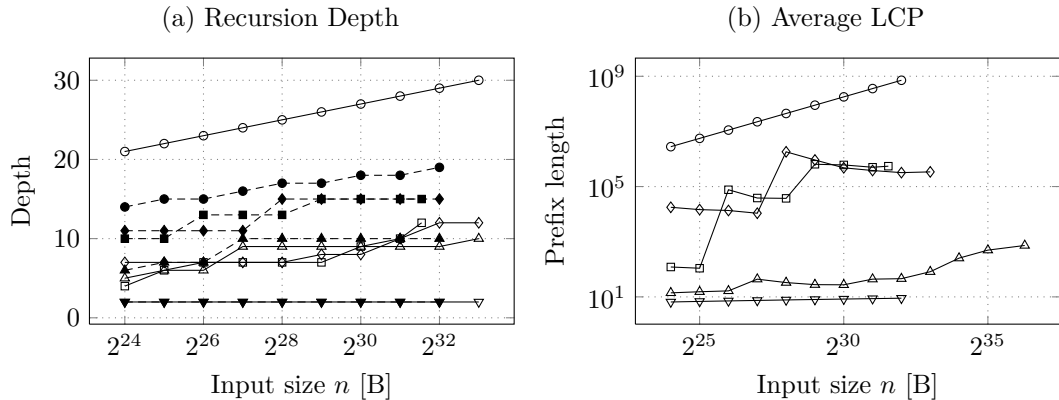 (a) Recursion Depth
30
20
10
0
Depth
2^24 2^26 2^28 2^30 2^32
Input size n [B]
(b) Average LCP
10^9
10^5
10^1
Prefix length
2^25 2^30 2^35
Input size n [B]